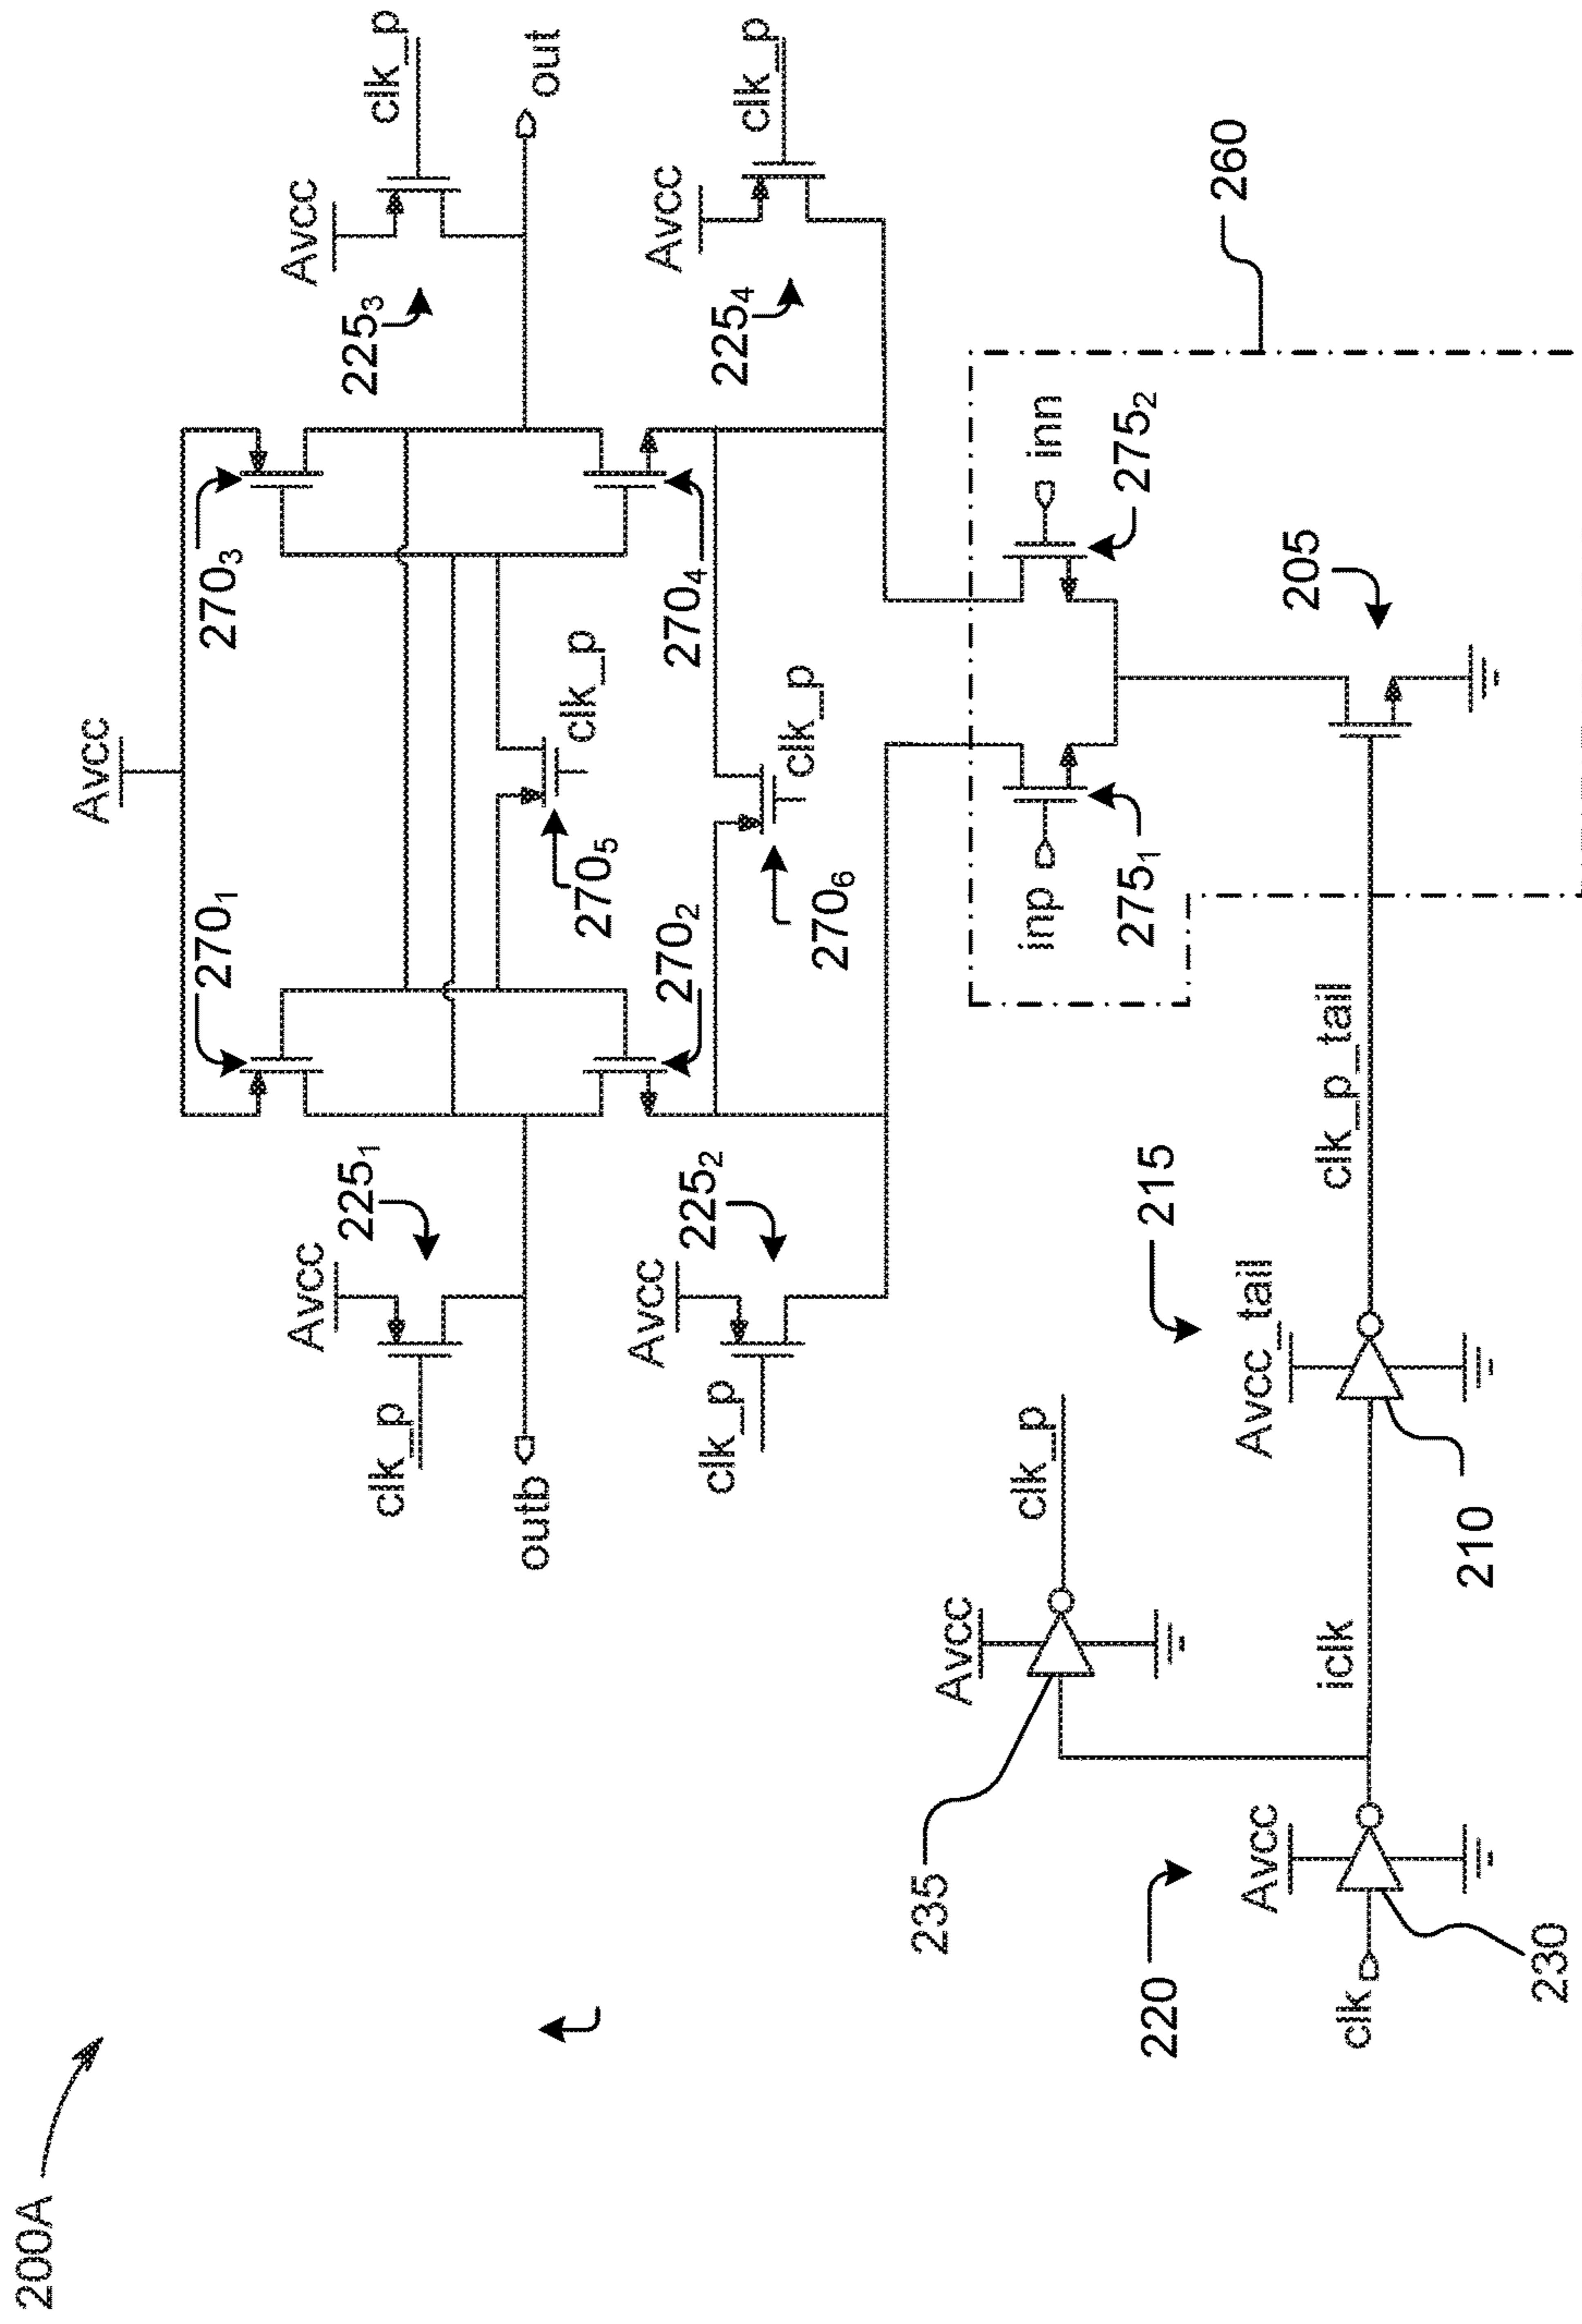 200A
Avcc
270₁
270₃
Avcc
clk_p
225₁
Avcc
clk_p
225₃
outb
out
270₅
clk_p
Avcc
clk_p
225₂
270₂
270₄
Avcc
clk_p
225₄
270₆
clk_p
260
inp
inn
275₁
275₂
235
Avcc
clk_p
220
215
Avcc
Avcc_tail
205
clk
iclk
clk_p_tail
230
210